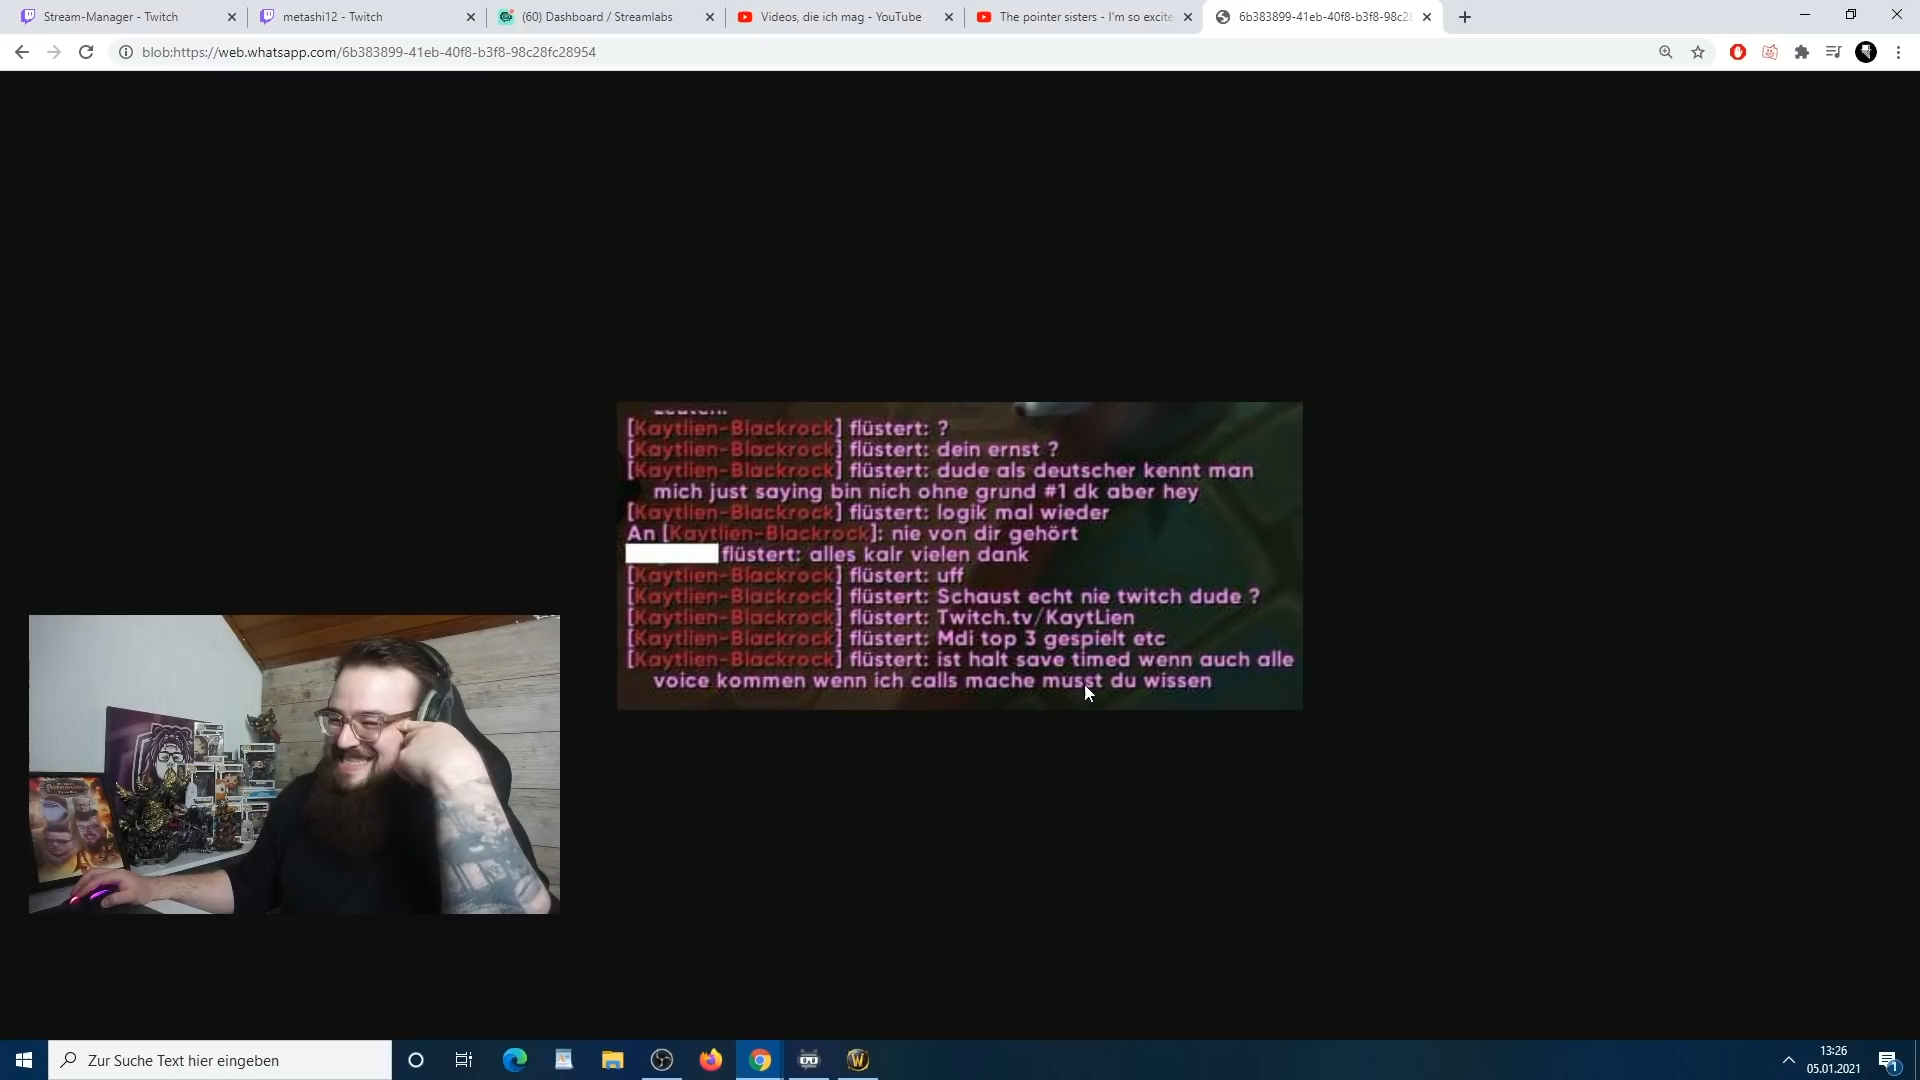 Stream-Manager - Twitch
metashi12 - Twitch
(60) Dashboard / Streamlabs
Videos, die ich mag - YouTube
The pointer sisters - I'm so excite
6b383899-41eb-40f8-b3f8-98c28
blob:https://web.whatsapp.com/6b383899-41eb-40f8-b3f8-98c28fc28954
[Kaytlien-Blackrock] flüstert: ?
[Kaytlien-Blackrock] flüstert: dein ernst ?
[Kaytlien-Blackrock] flüstert: dude als deutscher kennt man
mich just saying bin nich ohne grund #1 dk aber hey
[Kaytlien-Blackrock] flüstert: logik mal wieder
An [Kaytlien-Blackrock]: nie von dir gehört
flüstert: alles kalr vielen dank
[Kaytlien-Blackrock] flüstert: uff
[Kaytlien-Blackrock] flüstert: Schaust echt nie twitch dude ?
[Kaytlien-Blackrock] flüstert: Twitch.tv/KaytLien
[Kaytlien-Blackrock] flüstert: Mdi top 3 gespielt etc
[Kaytlien-Blackrock] flüstert: ist halt save timed wenn auch alle
voice kommen wenn ich calls mache musst du wissen
Zur Suche Text hier eingeben
13:26
05.01.2021
1